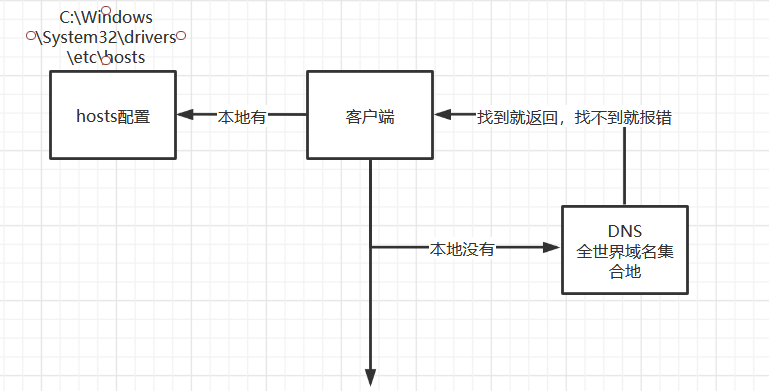 C:\Windows
\System32\drivers
\etc\hosts
hosts配置
本地有
客户端
找到就返回，找不到就报错
DNS
全世界域名集
合地
本地没有